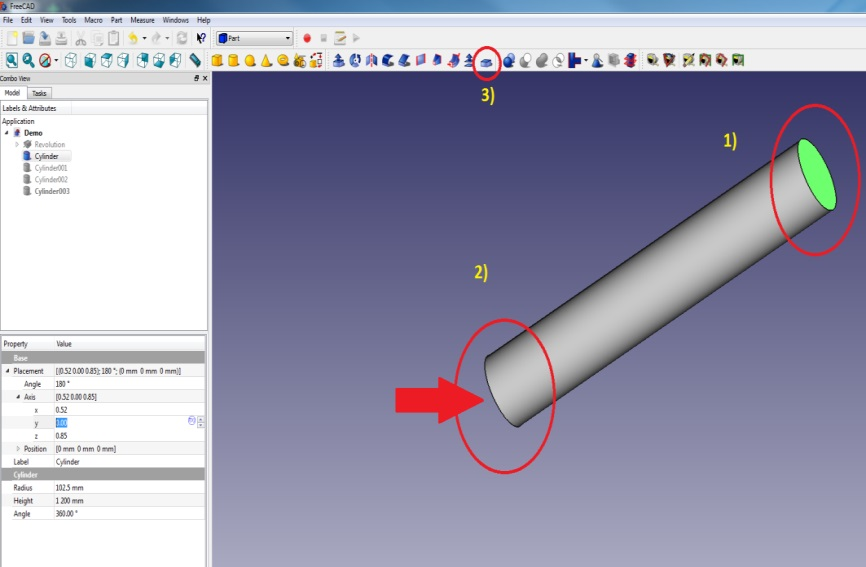 FreeCAD
File Edit View Tools Macro Part Measure Windows Help
Part
Combo View
Model Tasks
Labels & Attributes
Application
Demo
Revolution
Cylinder
Cylinder001
Cylinder002
Cylinder003
3)
1)
2)
Property Value
Base
Placement [(0.52 0.00 0.85); 180 °; (0 mm 0 mm 0 mm)]
Angle 180 °
Axis [0.52 0.00 0.85]
x 0.52
y 0.00
z 0.85
Position [0 mm 0 mm 0 mm]
Label Cylinder
Cylinder
Radius 102.5 mm
Height 1 200 mm
Angle 360.00 °